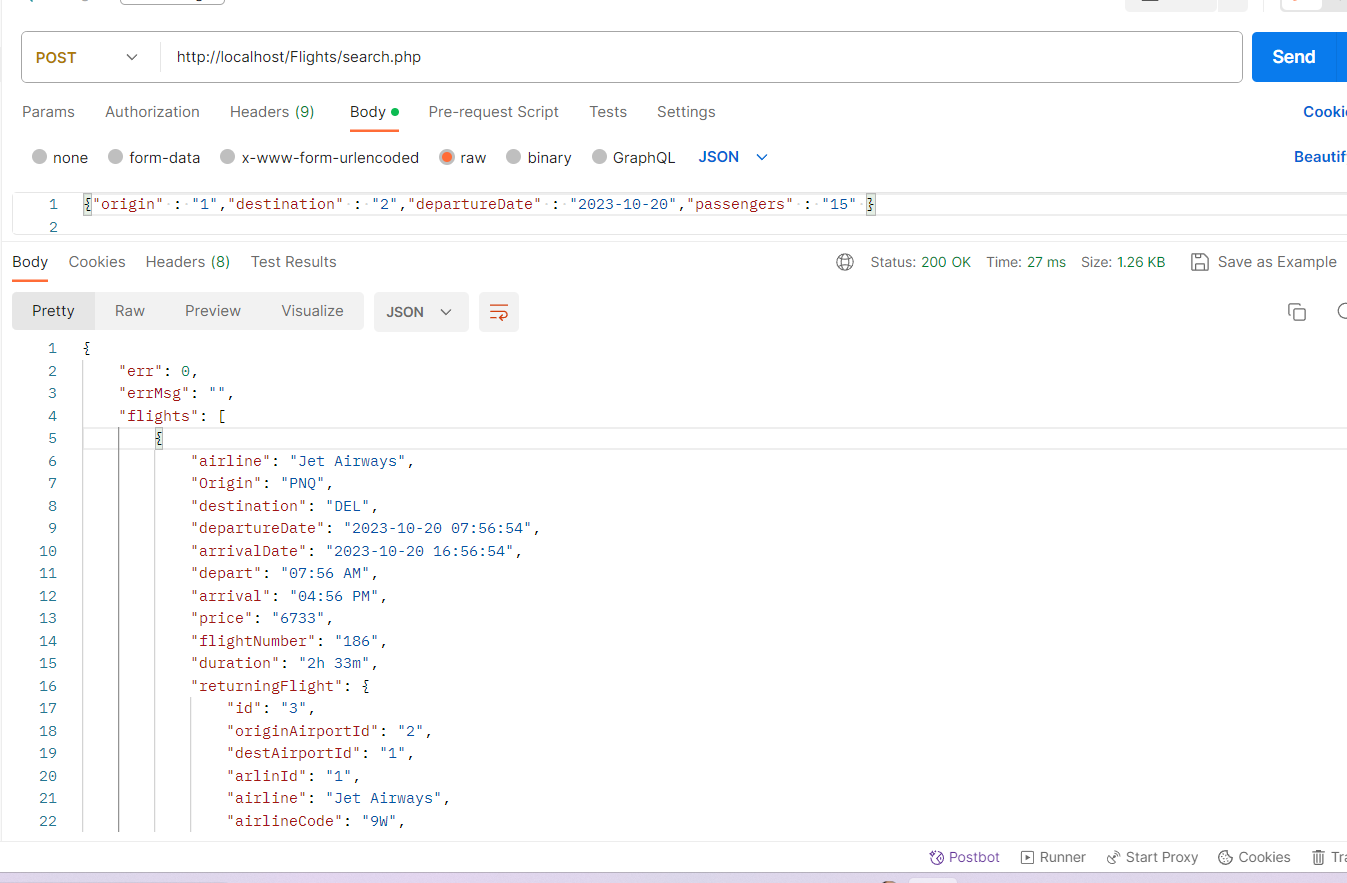 POST http://localhost/Flights/search.php Send
Params Authorization Headers (9) Body Pre-request Script Tests Settings
none form-data x-www-form-urlencoded raw binary GraphQL JSON
1 {"origin" : "1","destination" : "2","departureDate" : "2023-10-20","passengers" : "15" }
2
Body Cookies Headers (8) Test Results Status: 200 OK Time: 27 ms Size: 1.26 KB Save as Example
Pretty Raw Preview Visualize JSON
1 {
2 "err": 0,
3 "errMsg": "",
4 "flights": [
5 {
6 "airline": "Jet Airways",
7 "Origin": "PNQ",
8 "destination": "DEL",
9 "departureDate": "2023-10-20 07:56:54",
10 "arrivalDate": "2023-10-20 16:56:54",
11 "depart": "07:56 AM",
12 "arrival": "04:56 PM",
13 "price": "6733",
14 "flightNumber": "186",
15 "duration": "2h 33m",
16 "returningFlight": {
17 "id": "3",
18 "originAirportId": "2",
19 "destAirportId": "1",
20 "arlinId": "1",
21 "airline": "Jet Airways",
22 "airlineCode": "9W",
Postbot Runner Start Proxy Cookies